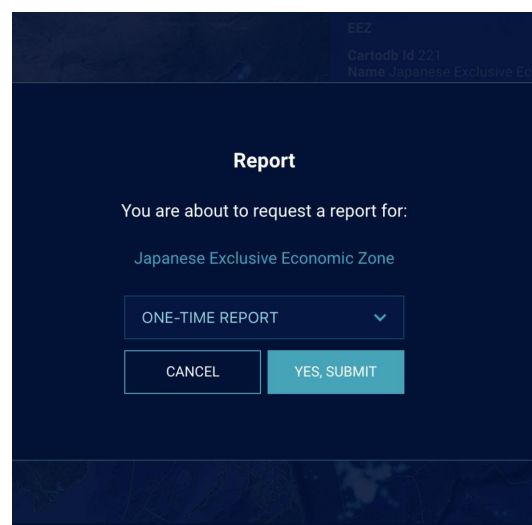 EEZ
Cartodb Id 221
Name Japanese Exclusive Ec
Report
You are about to request a report for:
Japanese Exclusive Economic Zone
ONE-TIME REPORT
CANCEL
YES, SUBMIT